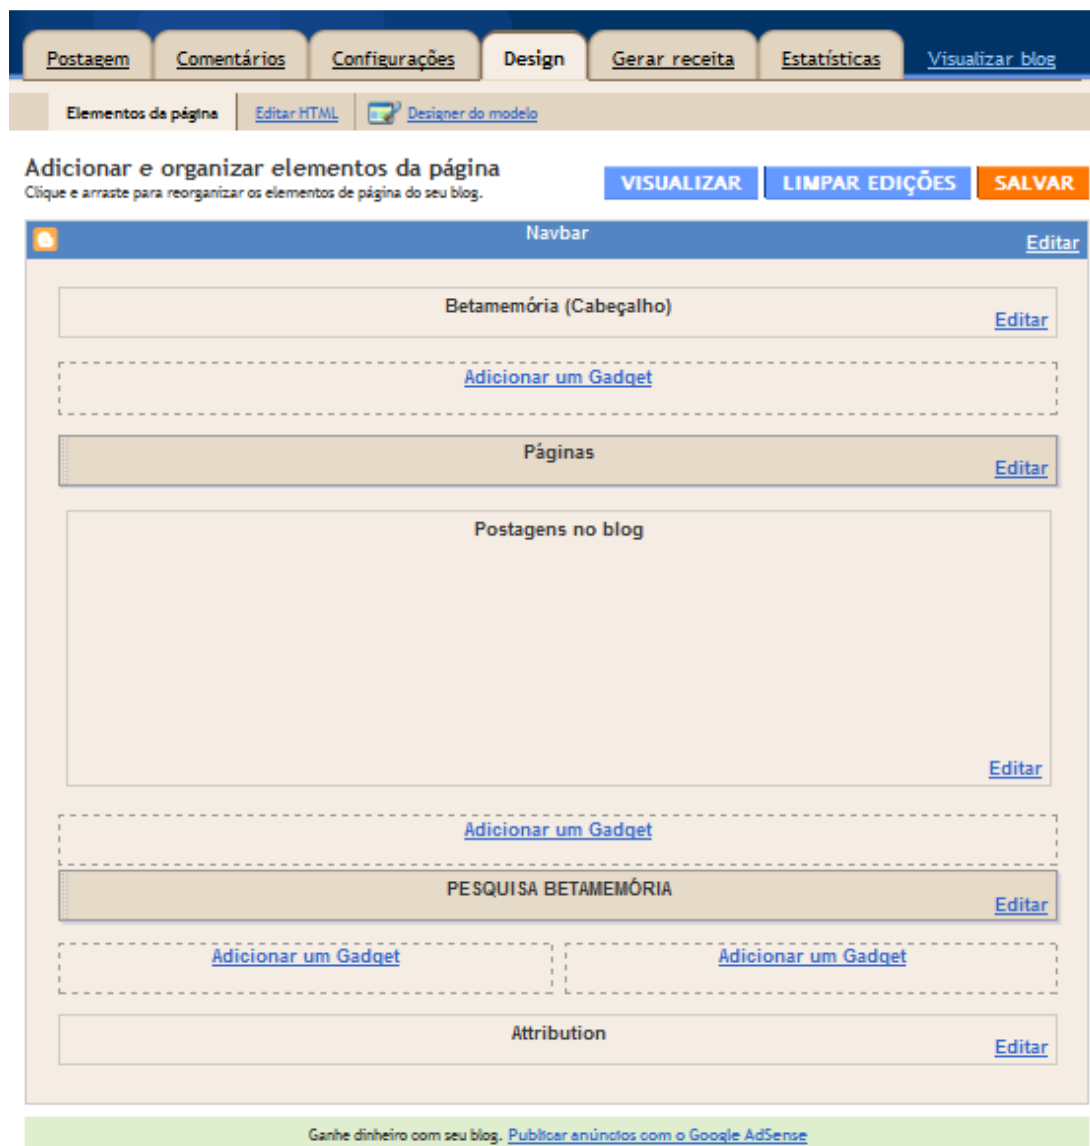 Postagem Comentários Configurações Design Gerar receita Estatísticas Visualizar blog
Elementos da página Editar HTML Designer do modelo
Adicionar e organizar elementos da página
Clique e arraste para reorganizar os elementos de página do seu blog.
VISUALIZAR LIMPAR EDIÇÕES SALVAR
Navbar
Editar
Betamemória (Cabeçalho)
Editar
Adicionar um Gadget
Páginas
Editar
Postagens no blog
Editar
Adicionar um Gadget
PESQUISA BETAMEMÓRIA
Editar
Adicionar um Gadget Adicionar um Gadget
Attribution
Editar
Ganhe dinheiro com seu blog. Publicar anúncios com o Google AdSense